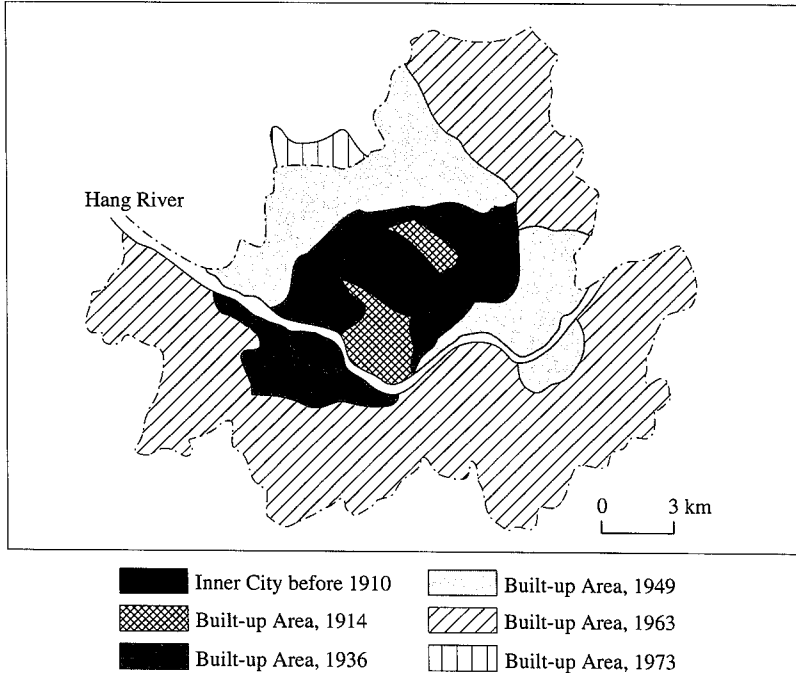 Hang River
0 3 km
Inner City before 1910
Built-up Area, 1914
Built-up Area, 1936
Built-up Area, 1949
Built-up Area, 1963
Built-up Area, 1973